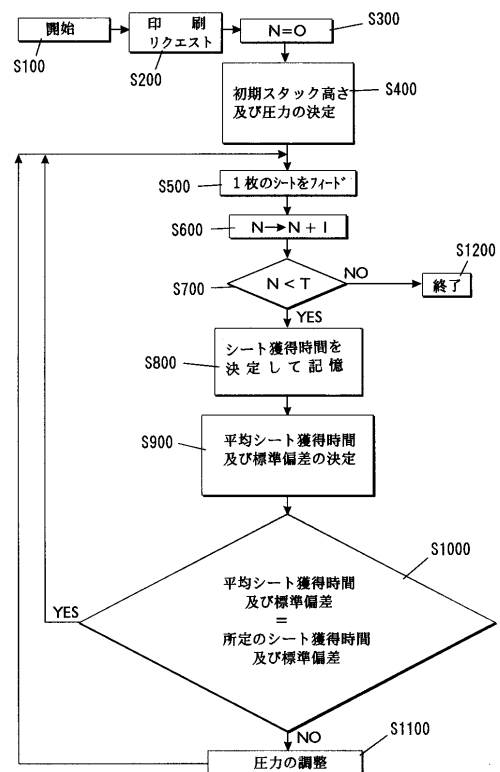 開始
S100
印 刷
リクエスト
S200
N=0
S300
初期スタック高さ
及び圧力の決定
S400
1枚のシートをフィード
S500
N→N+1
S600
N<T
S700
NO
YES
終了
S1200
シート獲得時間を
決定して記憶
S800
平均シート獲得時間
及び標準偏差の決定
S900
平均シート獲得時間
及び標準偏差
=
所定のシート獲得時間
及び標準偏差
S1000
YES
NO
圧力の調整
S1100